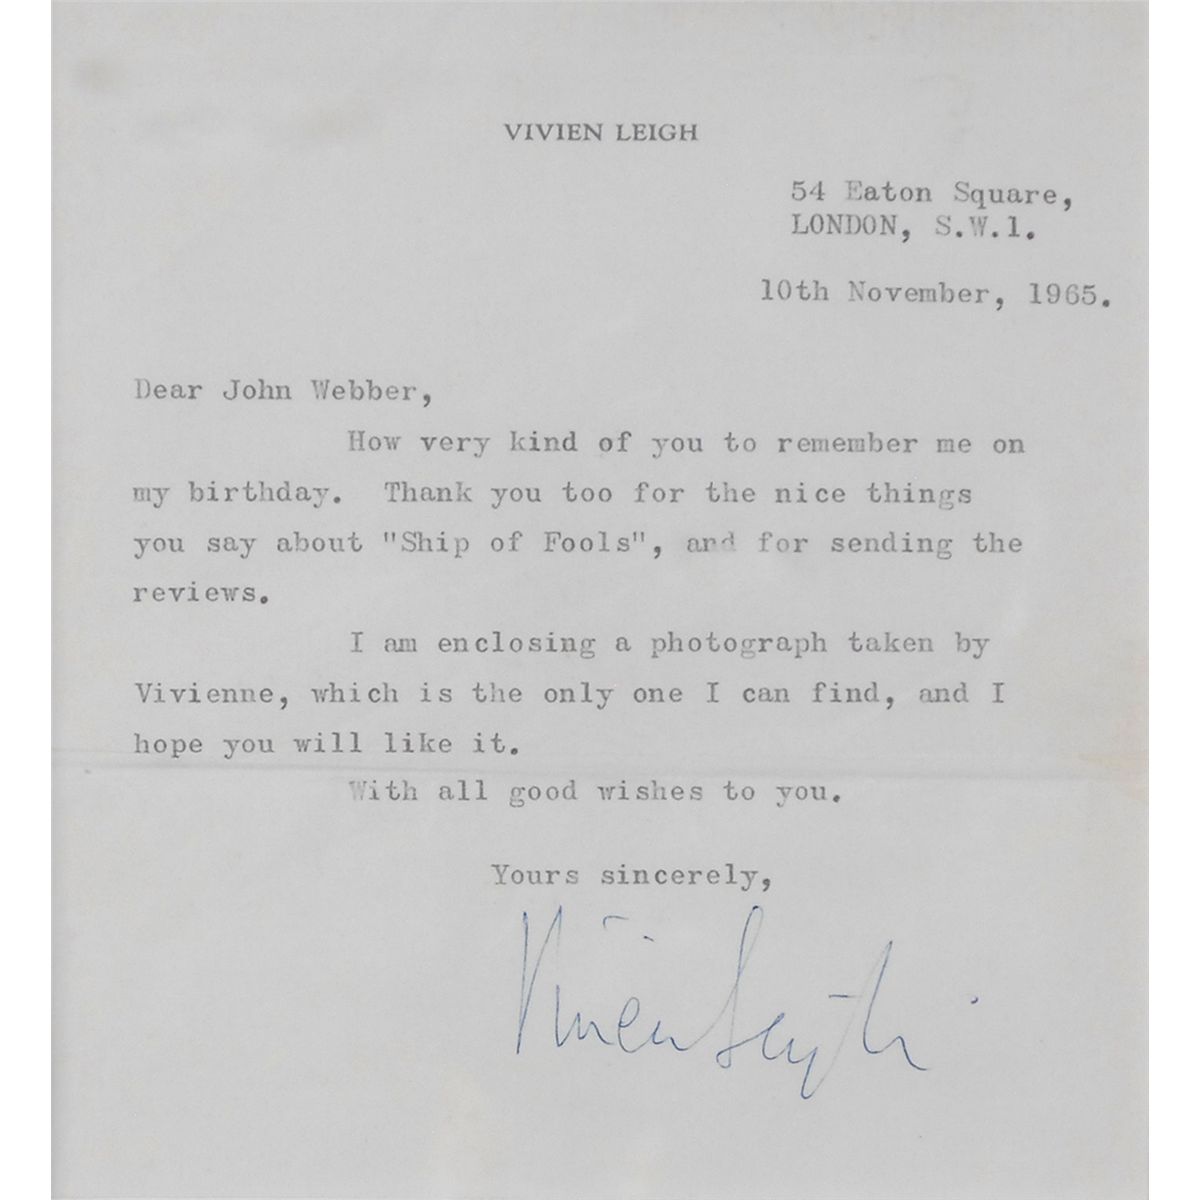 VIVIEN LEIGH
54 Eaton Square,
LONDON, S.W.1.
10th November, 1965.
Dear John Webber,
How very kind of you to remember me on
my birthday. Thank you too for the nice things
you say about "Ship of Fools", and for sending the
reviews.
I am enclosing a photograph taken by
Vivienne, which is the only one I can find, and I
hope you will like it.
With all good wishes to you.
Yours sincerely,
Vivien Leigh